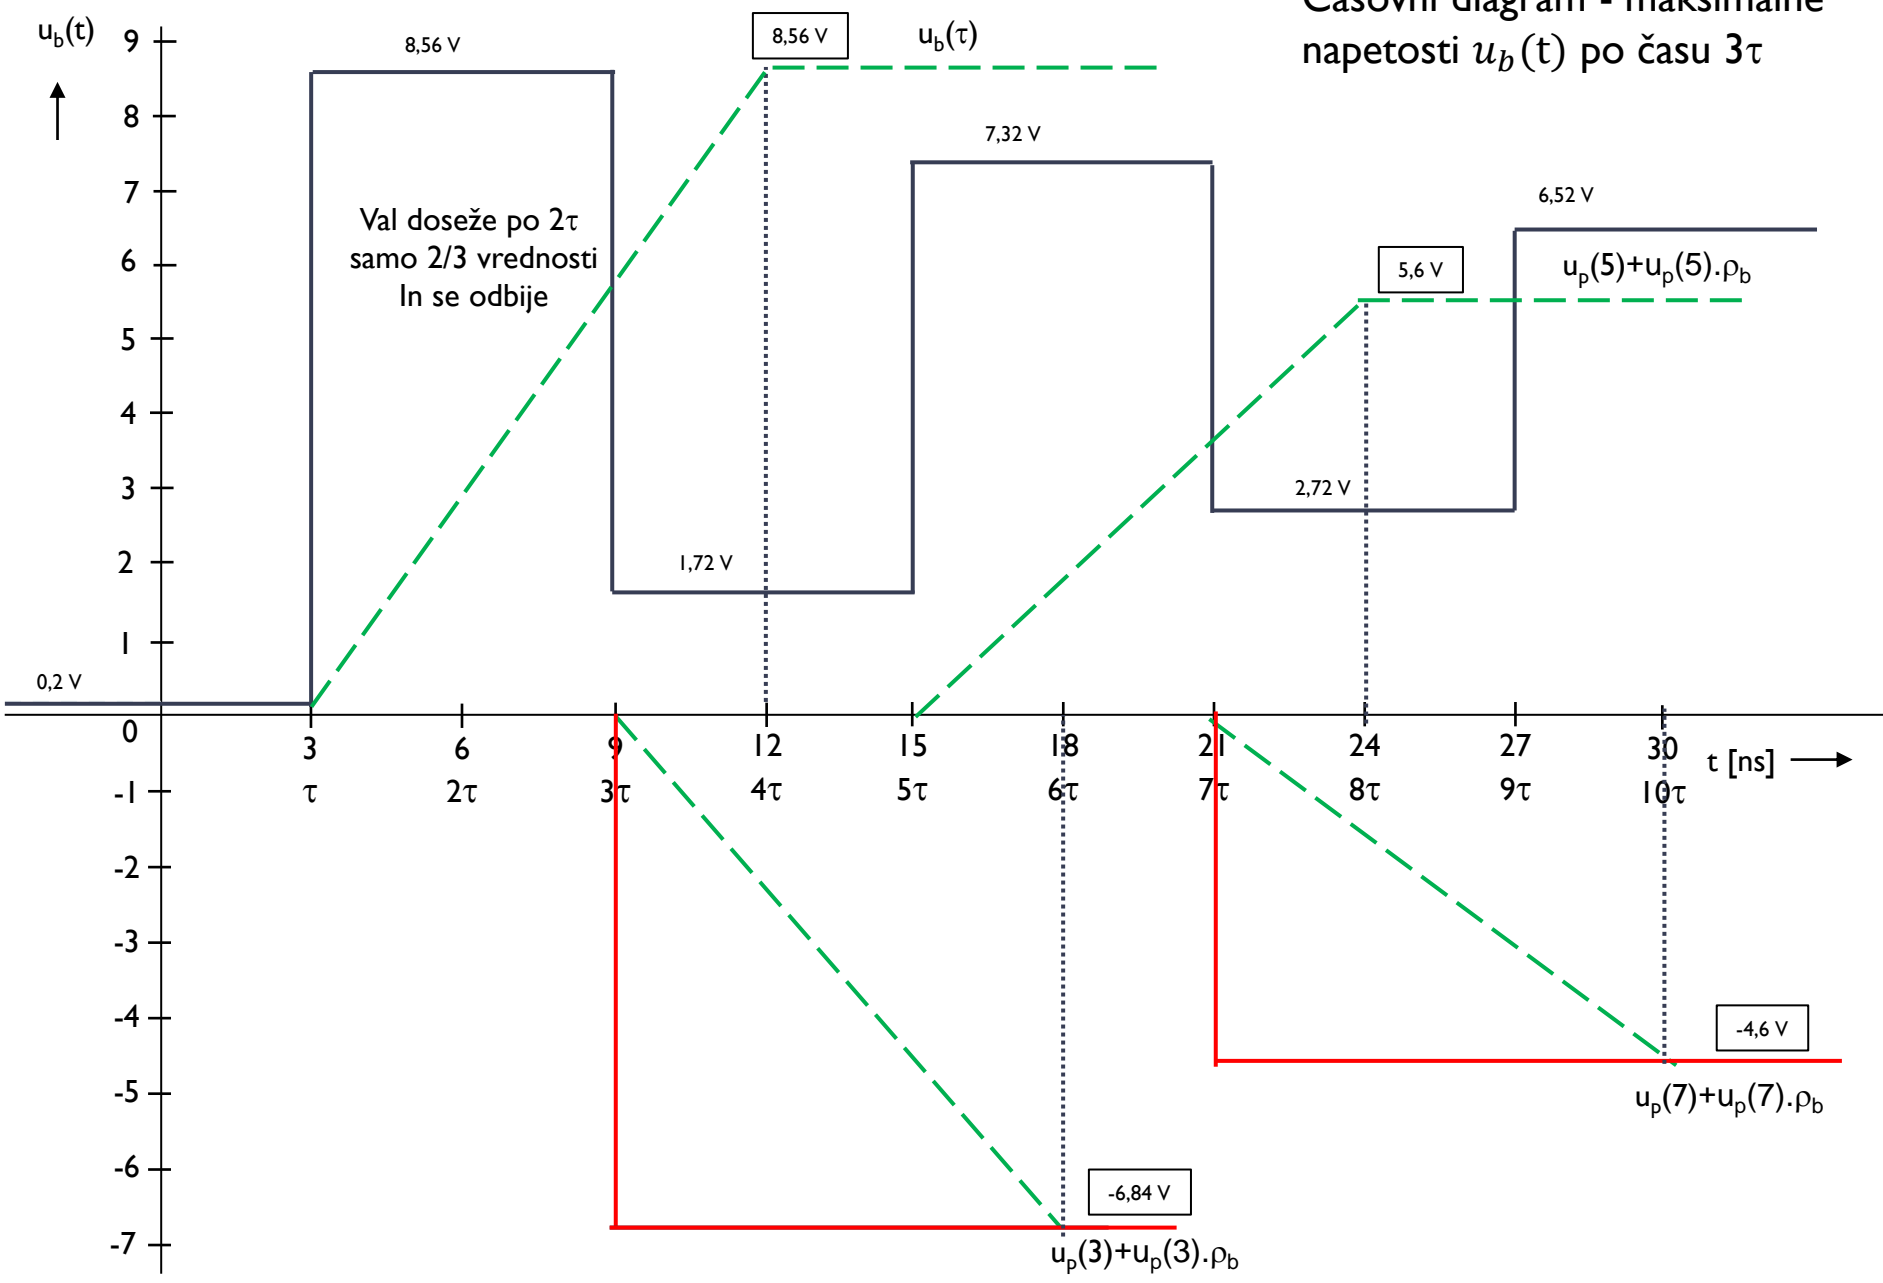 Časovni diagram - maksimalne
napetosti u_b(t) po času 3τ
u_b(t)
9
8
7
6
5
4
3
2
1
0
-1
-2
-3
-4
-5
-6
-7
8,56 V
8,56 V
u_b(τ)
7,32 V
6,52 V
Val doseže po 2τ
samo 2/3 vrednosti
In se odbije
5,6 V
u_p(5)+u_p(5).ρ_b
2,72 V
1,72 V
0,2 V
3 6 9 12 15 18 21 24 27 30
t [ns]
τ 2τ 3τ 4τ 5τ 6τ 7τ 8τ 9τ 10τ
-4,6 V
u_p(7)+u_p(7).ρ_b
-6,84 V
u_p(3)+u_p(3).ρ_b